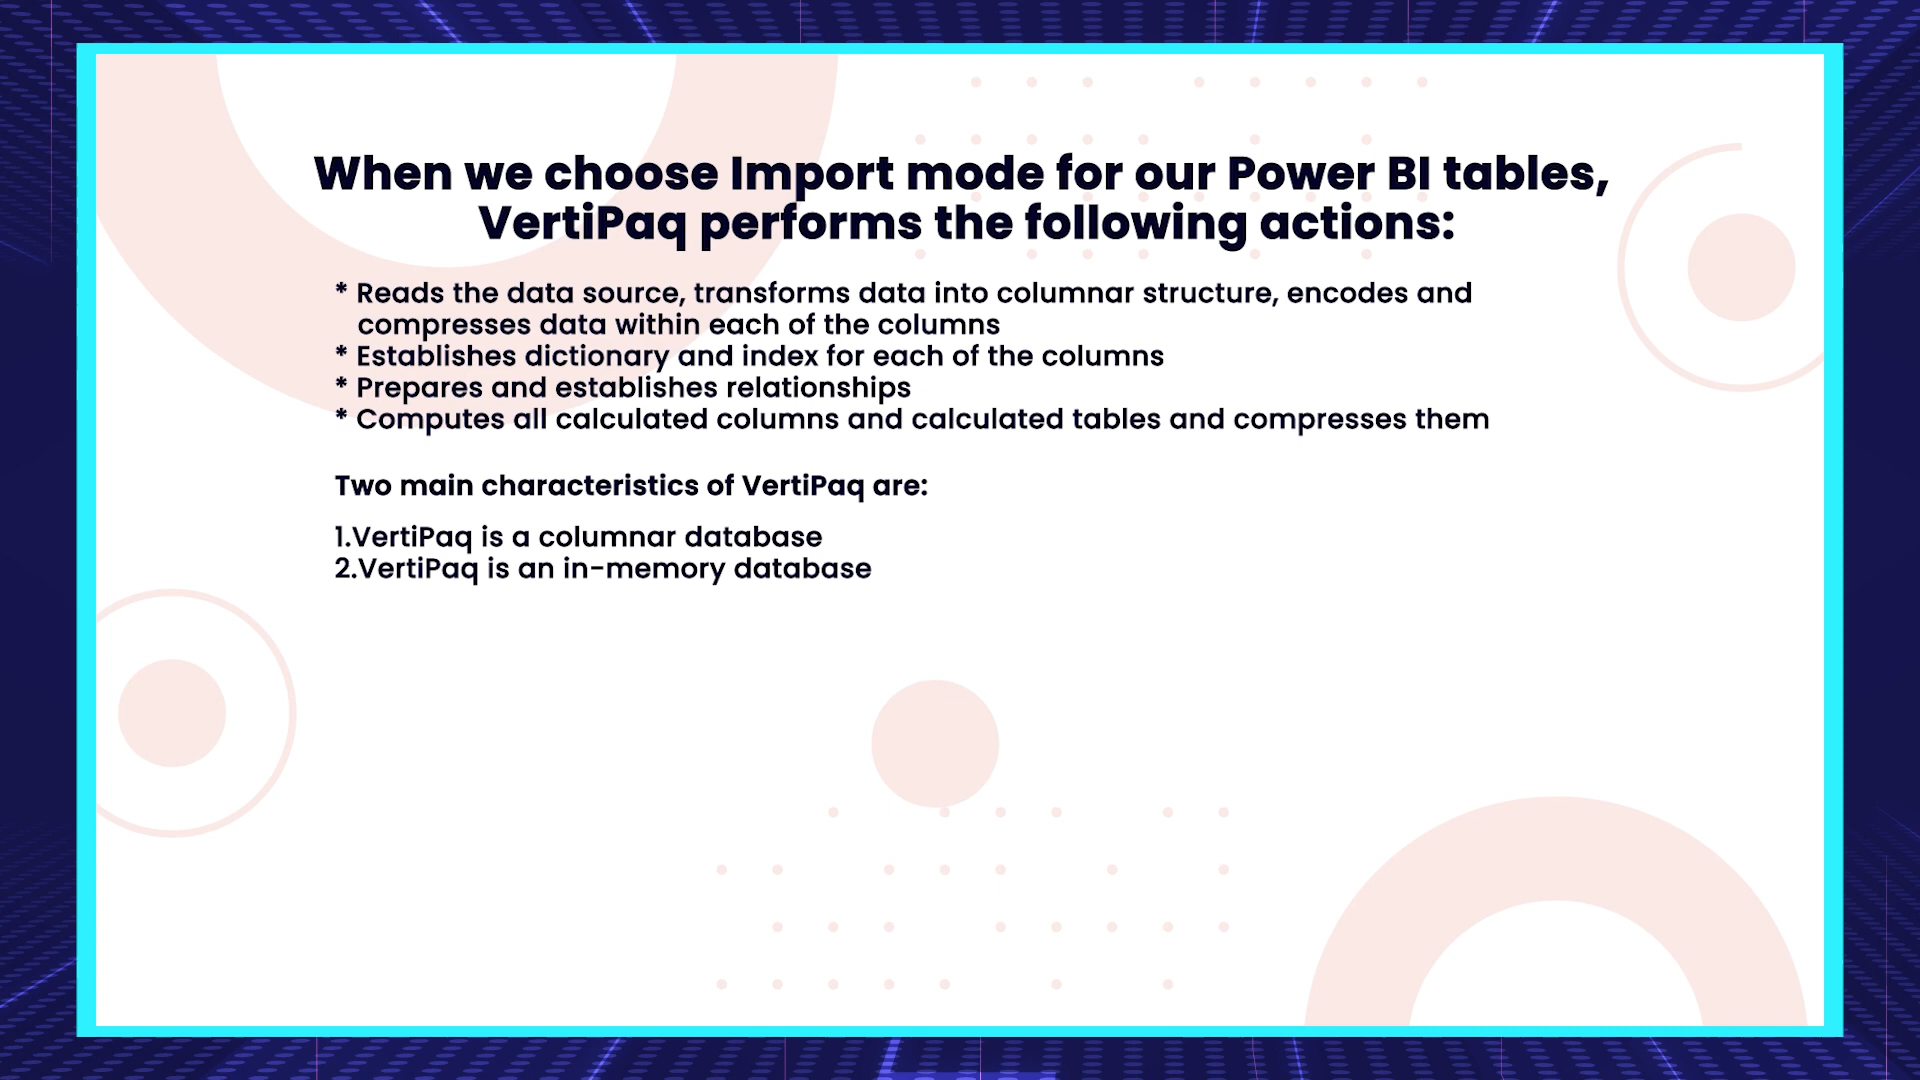 When we choose Import mode for our Power BI tables,
VertiPaq performs the following actions:
* Reads the data source, transforms data into columnar structure, encodes and
compresses data within each of the columns
* Establishes dictionary and index for each of the columns
* Prepares and establishes relationships
* Computes all calculated columns and calculated tables and compresses them
Two main characteristics of VertiPaq are:
1.VertiPaq is a columnar database
2.VertiPaq is an in-memory database